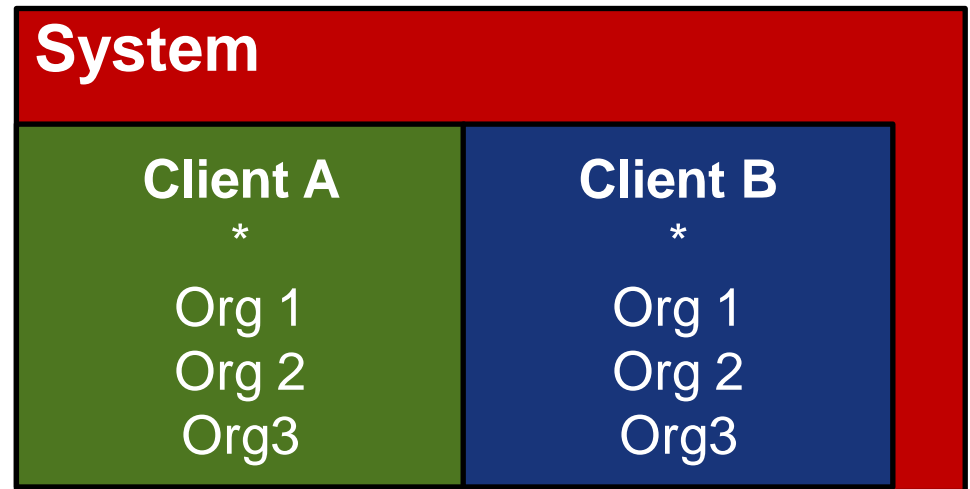 System
Client A
*
Org 1
Org 2
Org3
Client B
*
Org 1
Org 2
Org3